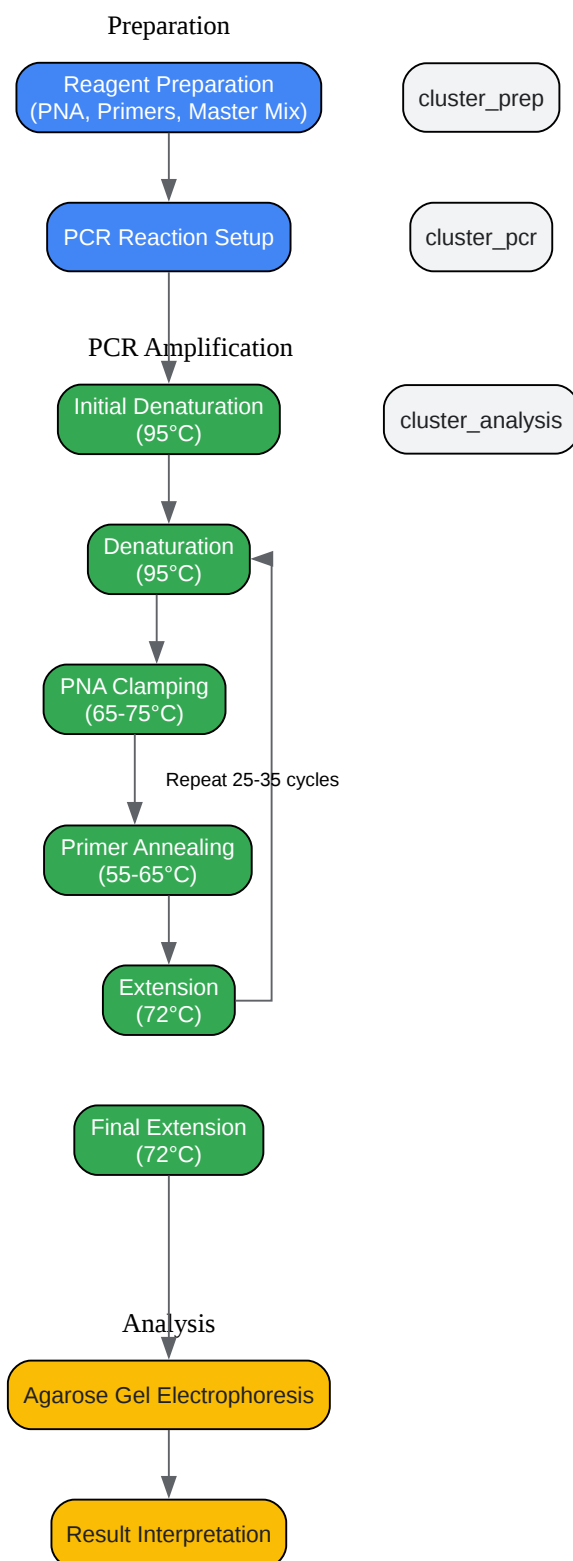 Preparation
Reagent Preparation
(PNA, Primers, Master Mix)
cluster_prep
PCR Reaction Setup
cluster_pcr
PCR Amplification
Initial Denaturation
(95°C)
cluster_analysis
Denaturation
(95°C)
PNA Clamping
(65-75°C)
Repeat 25-35 cycles
Primer Annealing
(55-65°C)
Extension
(72°C)
Final Extension
(72°C)
Analysis
Agarose Gel Electrophoresis
Result Interpretation